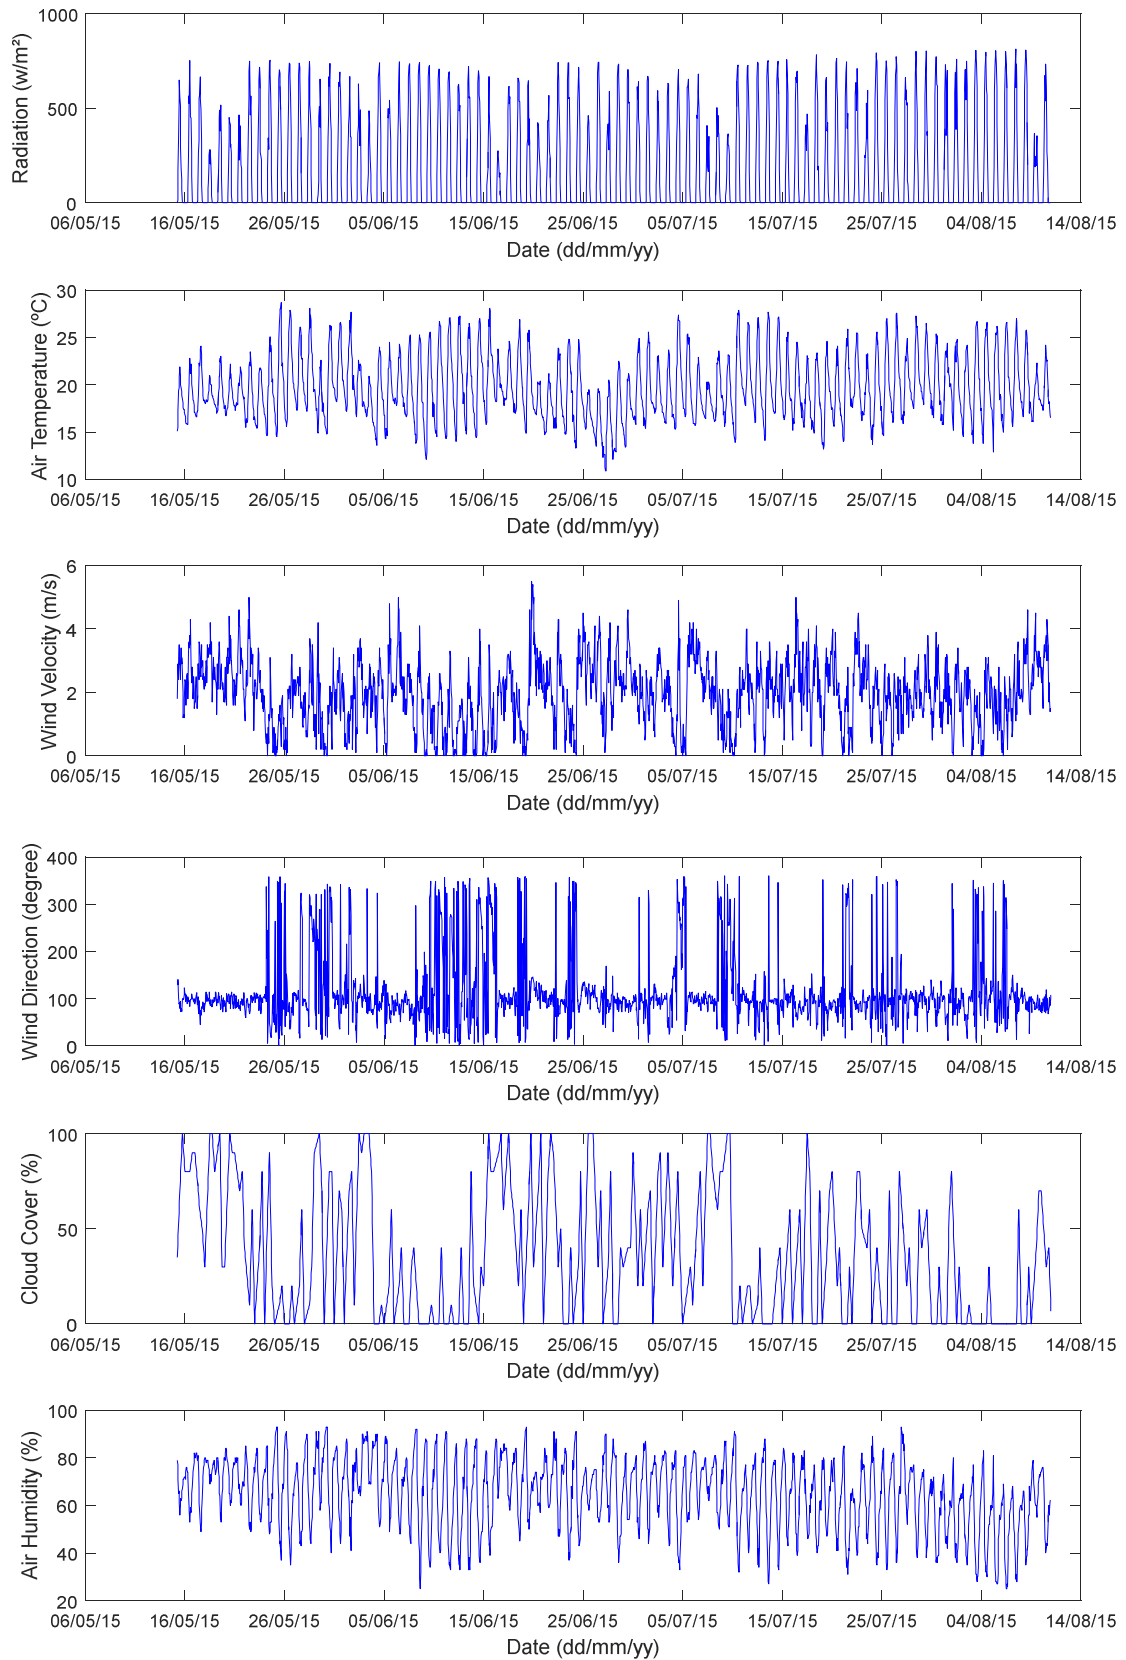 Radiation (w/m²)
1000
500
0
06/05/15 16/05/15 26/05/15 05/06/15 15/06/15 25/06/15 05/07/15 15/07/15 25/07/15 04/08/15 14/08/15
Date (dd/mm/yy)
Air Temperature (ºC)
30
25
20
15
10
06/05/15 16/05/15 26/05/15 05/06/15 15/06/15 25/06/15 05/07/15 15/07/15 25/07/15 04/08/15 14/08/15
Date (dd/mm/yy)
Wind Velocity (m/s)
6
4
2
0
06/05/15 16/05/15 26/05/15 05/06/15 15/06/15 25/06/15 05/07/15 15/07/15 25/07/15 04/08/15 14/08/15
Date (dd/mm/yy)
Wind Direction (degree)
400
300
200
100
0
06/05/15 16/05/15 26/05/15 05/06/15 15/06/15 25/06/15 05/07/15 15/07/15 25/07/15 04/08/15 14/08/15
Date (dd/mm/yy)
Cloud Cover (%)
100
50
0
06/05/15 16/05/15 26/05/15 05/06/15 15/06/15 25/06/15 05/07/15 15/07/15 25/07/15 04/08/15 14/08/15
Date (dd/mm/yy)
Air Humidity (%)
100
80
60
40
20
06/05/15 16/05/15 26/05/15 05/06/15 15/06/15 25/06/15 05/07/15 15/07/15 25/07/15 04/08/15 14/08/15
Date (dd/mm/yy)